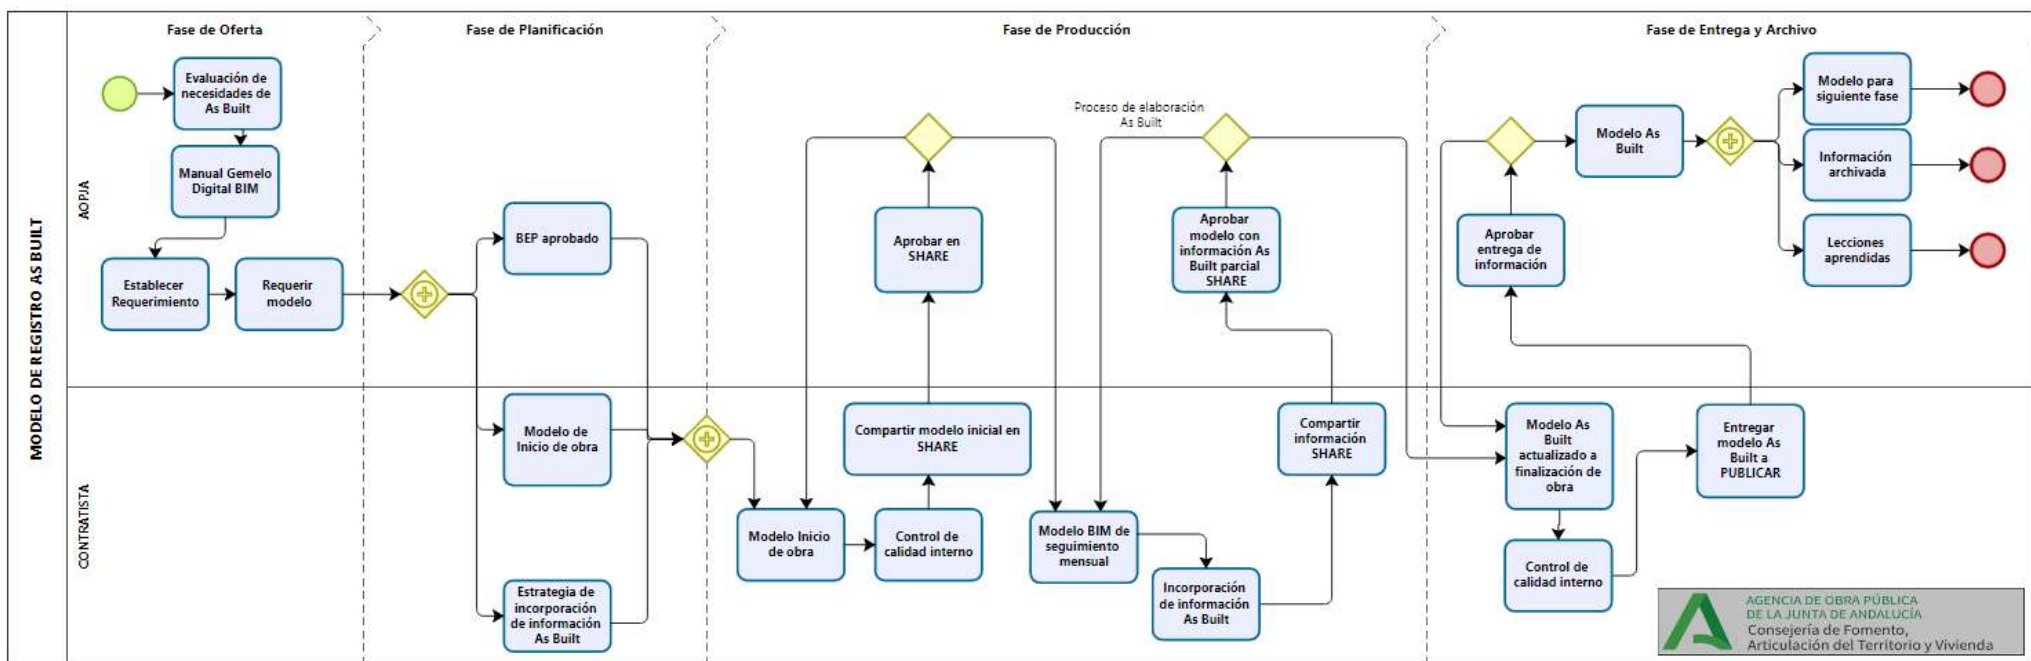 MODELO DE REGISTRO AS BUILT
AOPJA
CONTRATISTA
Fase de Oferta
Evaluación de
necesidades de
As Built
Manual Gemelo
Digital BIM
Establecer
Requerimiento
Requerir
modelo
Fase de Planificación
BEP aprobado
Modelo de
Inicio de obra
Estrategia de
incorporación
de información
As Built
Fase de Producción
Modelo Inicio
de obra
Control de
calidad interno
Compartir modelo inicial en
SHARE
Aprobar en
SHARE
Proceso de elaboración
As Built
Modelo BIM de
seguimiento
mensual
Incorporación
de información
As Built
Compartir
información
SHARE
Aprobar
modelo con
información As
Built parcial
SHARE
Fase de Entrega y Archivo
Modelo As
Built
actualizado a
finalización de
obra
Control de
calidad interno
Entregar
modelo As
Built a
PUBLICAR
Aprobar
entrega de
información
Modelo As
Built
Modelo para
siguiente fase
Información
archivada
Lecciones
aprendidas
AGENCIA DE OBRA PÚBLICA
DE LA JUNTA DE ANDALUCÍA
Consejería de Fomento,
Articulación del Territorio y Vivienda